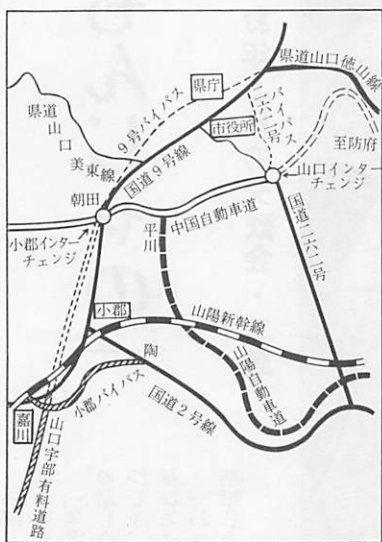 県道山口徳山線
県庁
9号バイパス
二六二号
バイパス
県道山口
美東線
市役所
国道9号線
至防府
山口インターチェンジ
朝田
平川
中国自動車道
国道二六二号
小郡インターチェンジ
小郡
山陽新幹線
山陽自動車道
陶
小郡バイパス
国道2号線
嘉川
山口宇部有料道路